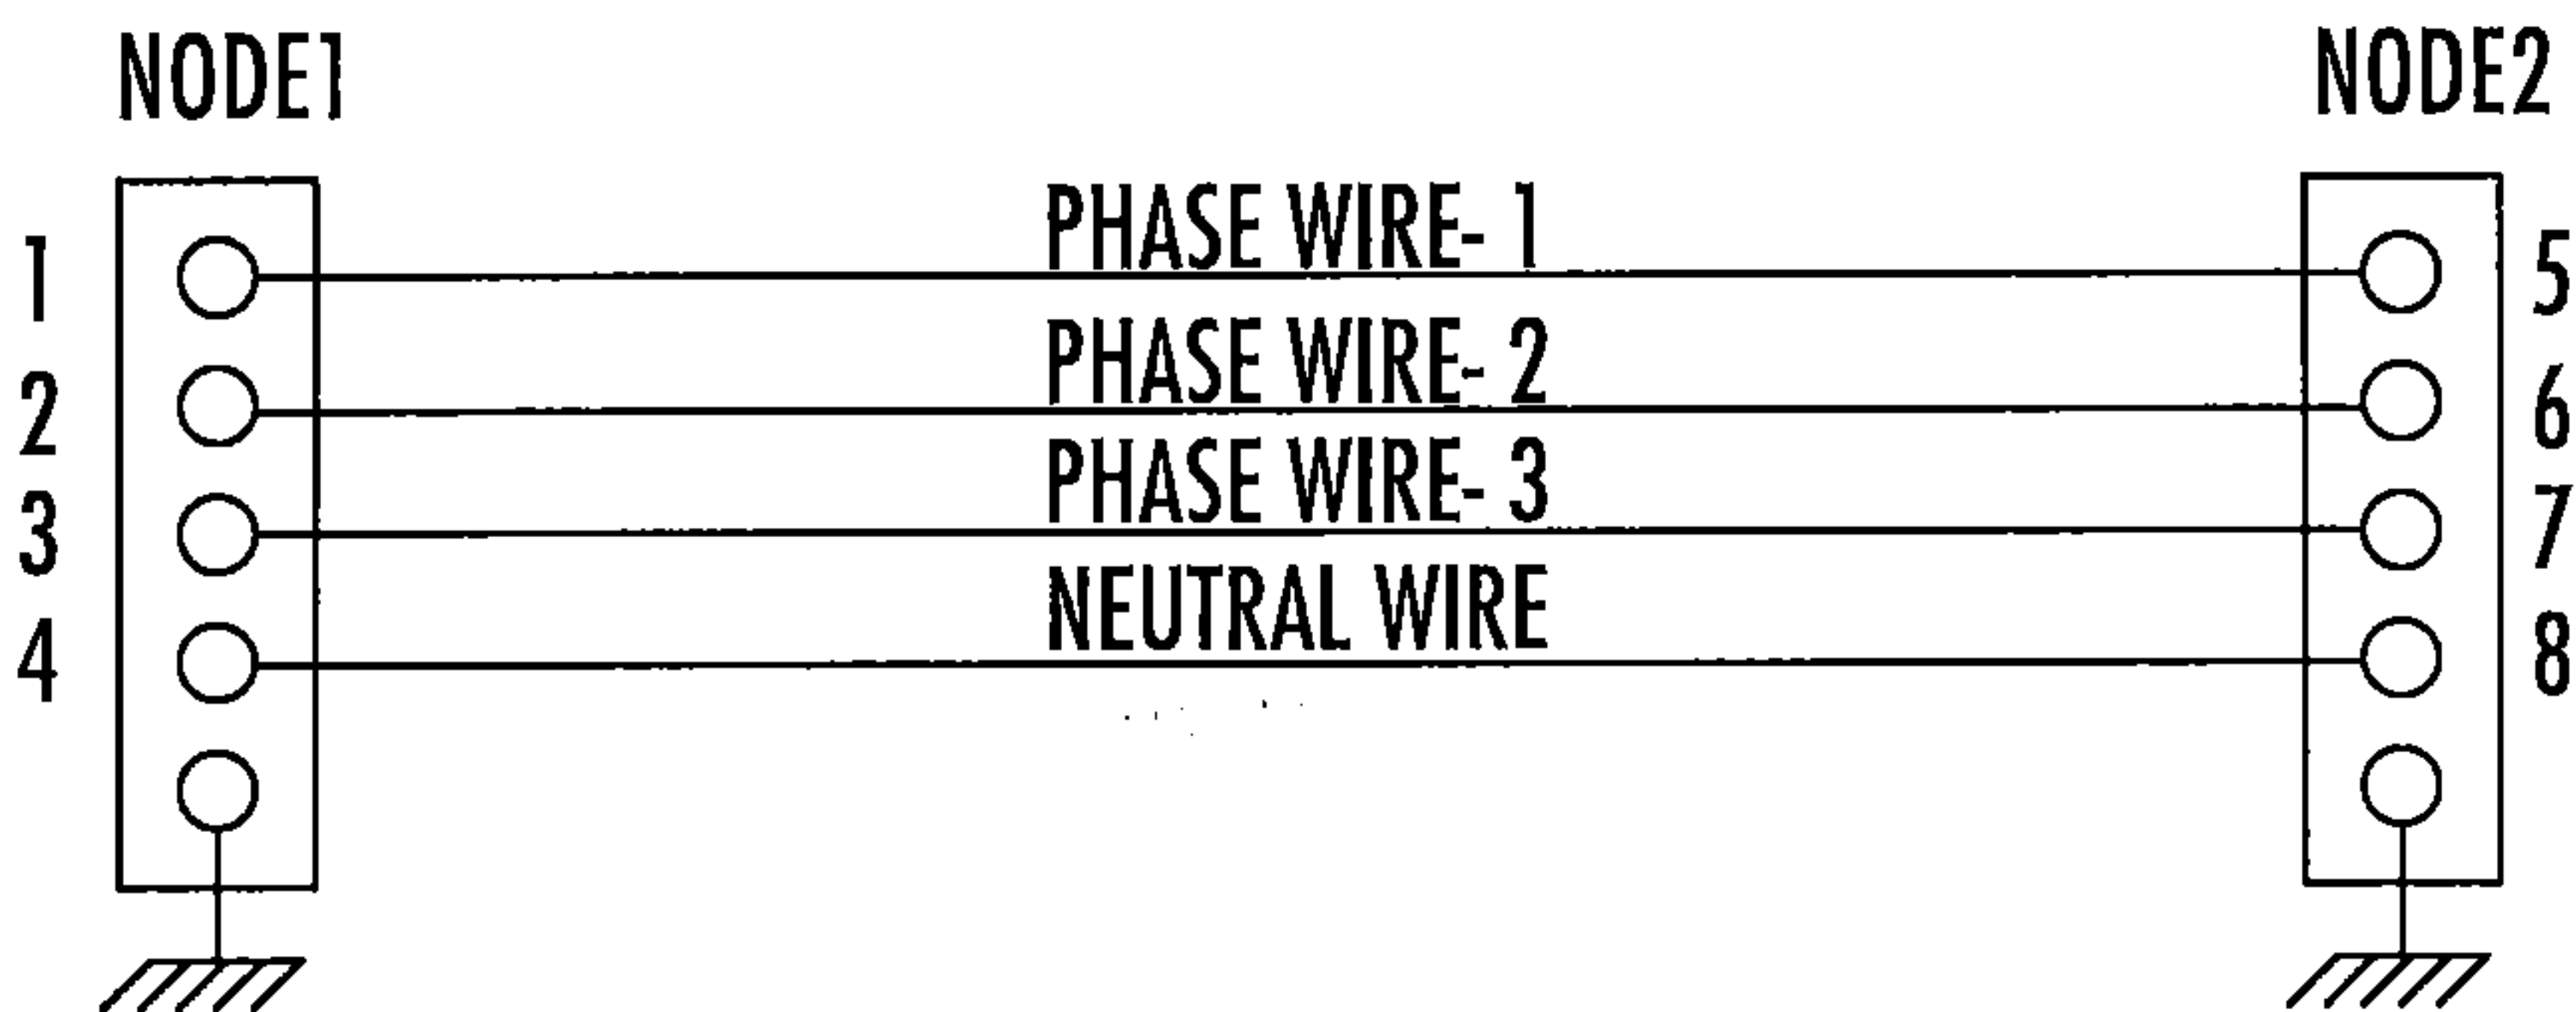 NODE1 NODE2
PHASE WIRE- 1
1 5
PHASE WIRE- 2
2 6
PHASE WIRE- 3
3 7
NEUTRAL WIRE
4 8